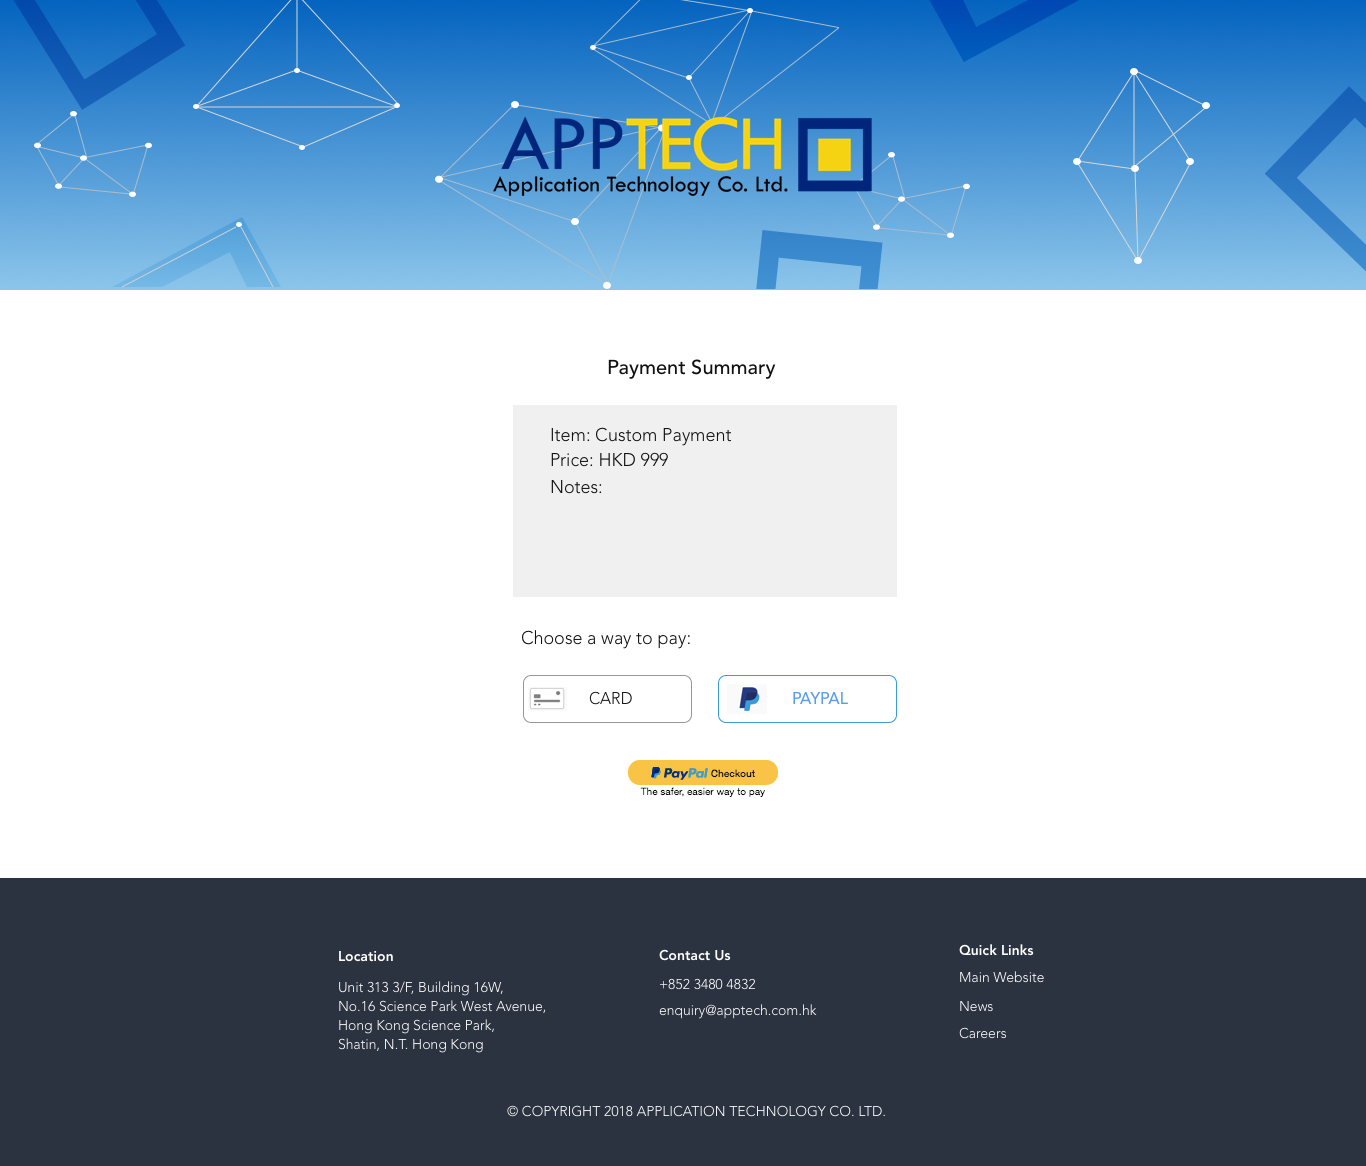 APPTECH
Application Technology Co. Ltd.
Payment Summary
Item: Custom Payment
Price: HKD 999
Notes:
Choose a way to pay:
CARD
PAYPAL
PayPal Checkout
The safer, easier way to pay
Location
Unit 313 3/F, Building 16W,
No.16 Science Park West Avenue,
Hong Kong Science Park,
Shatin, N.T. Hong Kong
Contact Us
+852 3480 4832
enquiry@apptech.com.hk
Quick Links
Main Website
News
Careers
© COPYRIGHT 2018 APPLICATION TECHNOLOGY CO. LTD.